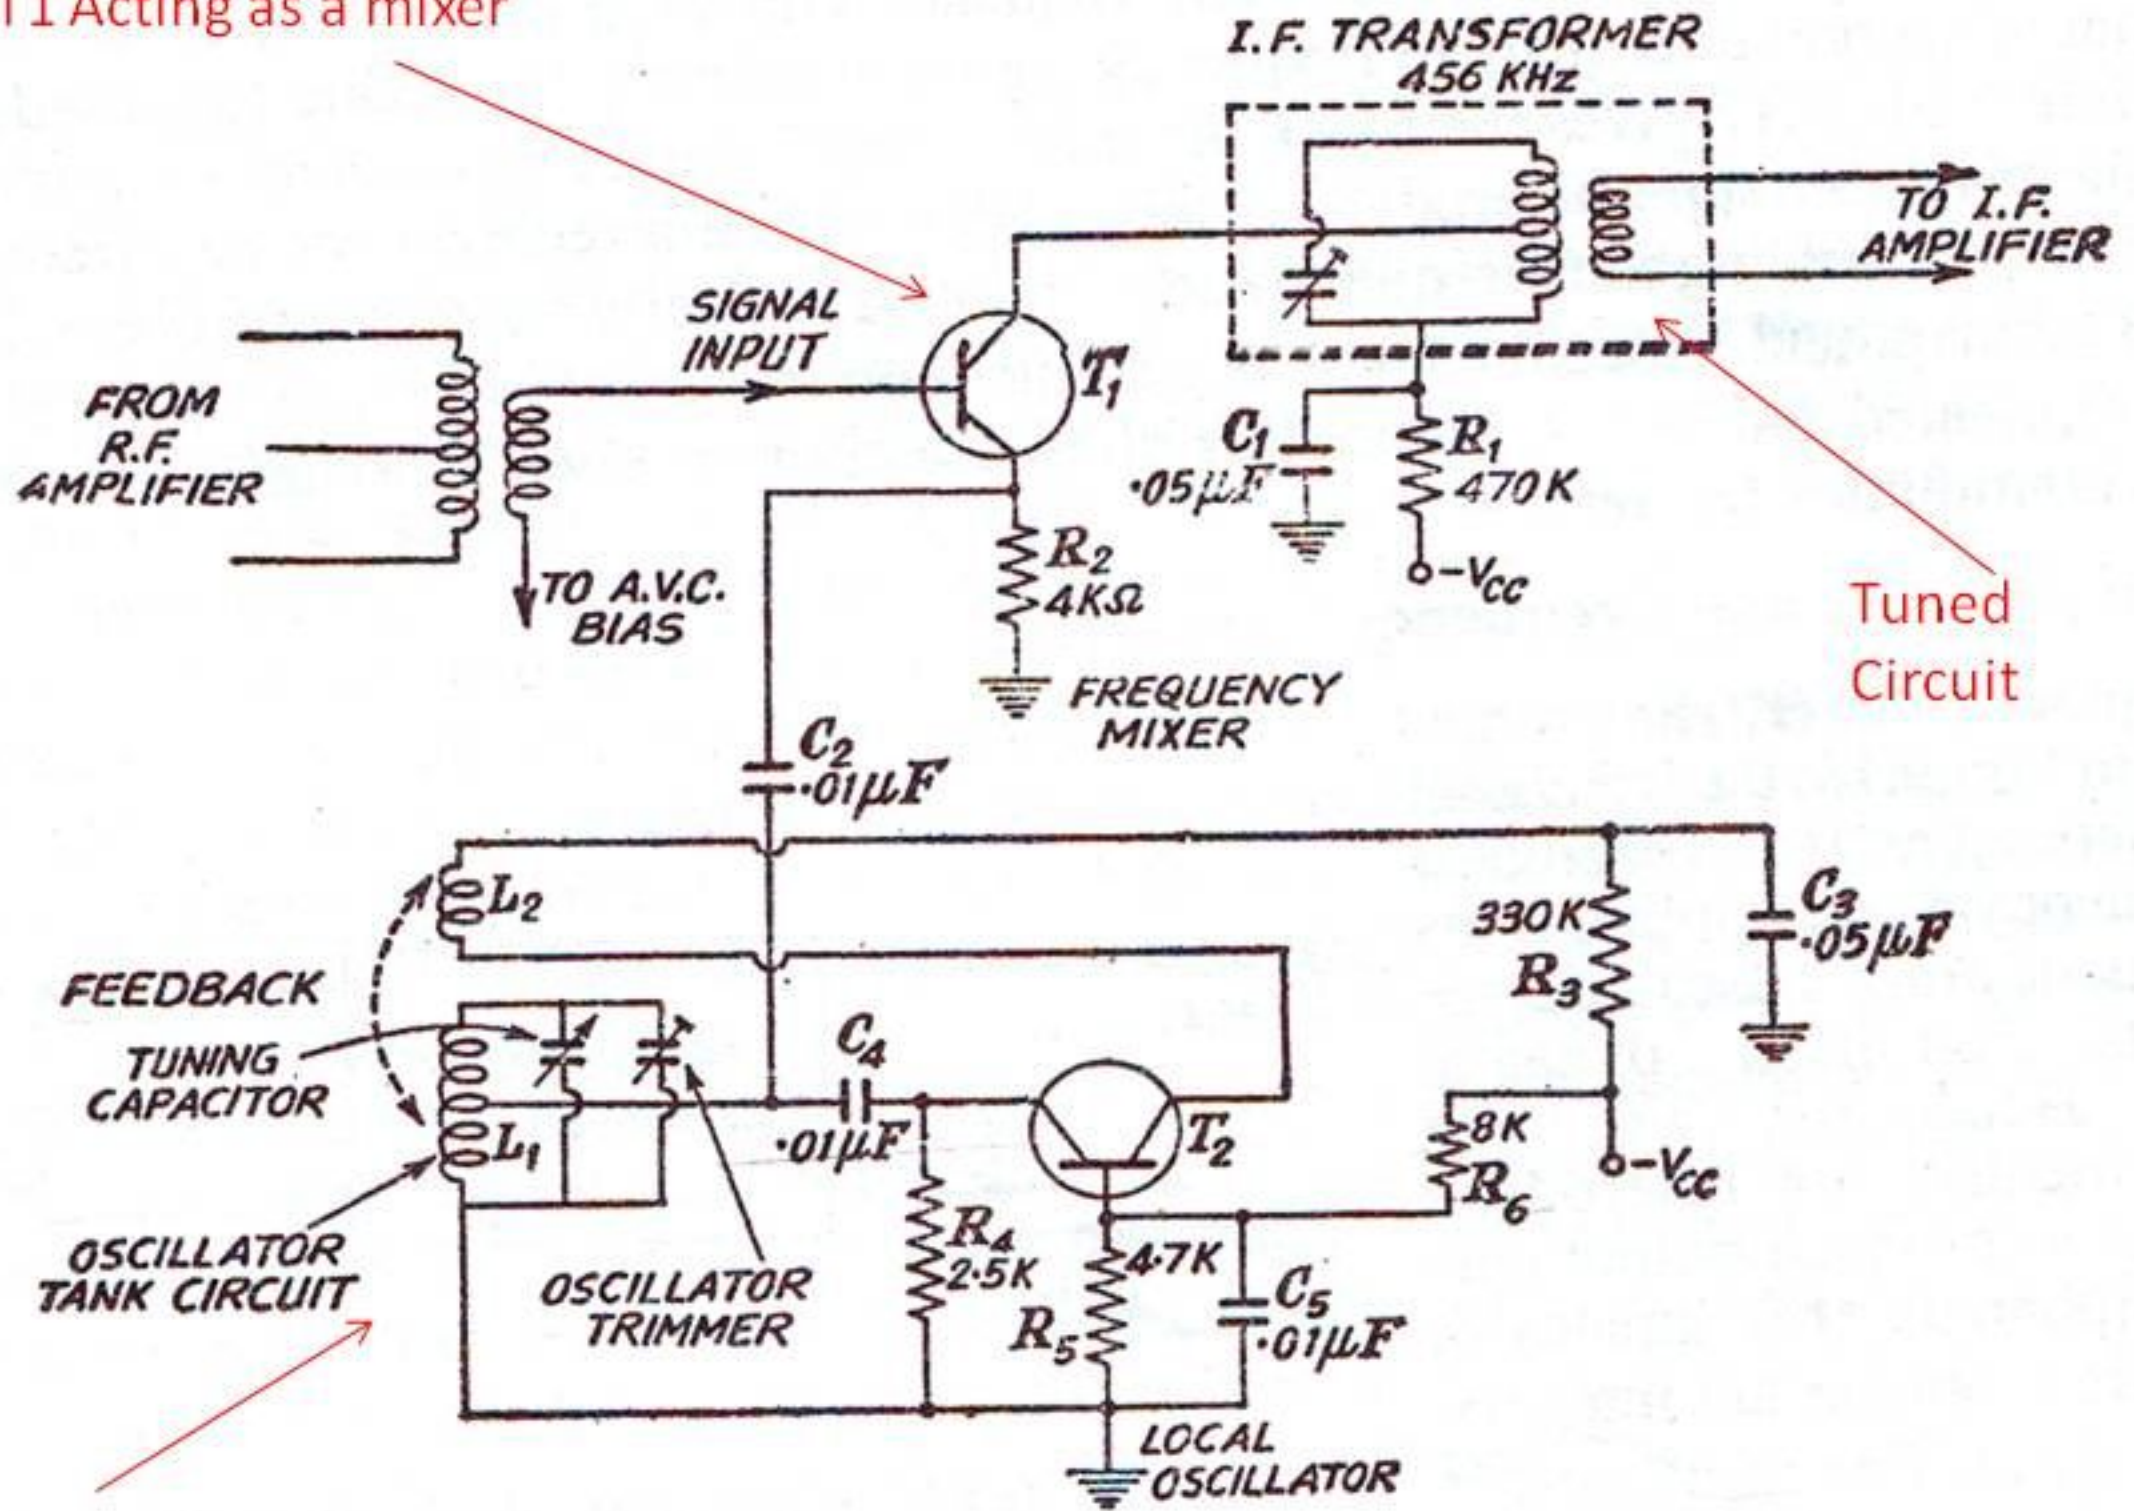 T1 Acting as a mixer
I.F. TRANSFORMER
456 KHz
TO I.F.
AMPLIFIER
SIGNAL
INPUT
T1
FROM
R.F.
AMPLIFIER
C1
.05µF
R1
470K
-VCC
Tuned
Circuit
TO A.V.C.
BIAS
R2
4KΩ
FREQUENCY
MIXER
C2
.01µF
L2
330K
R3
C3
.05µF
FEEDBACK
TUNING
CAPACITOR
C4
.01µF
L1
T2
8K
R6
-VCC
OSCILLATOR
TANK CIRCUIT
OSCILLATOR
TRIMMER
R4
2.5K
4.7K
R5
C5
.01µF
LOCAL
OSCILLATOR